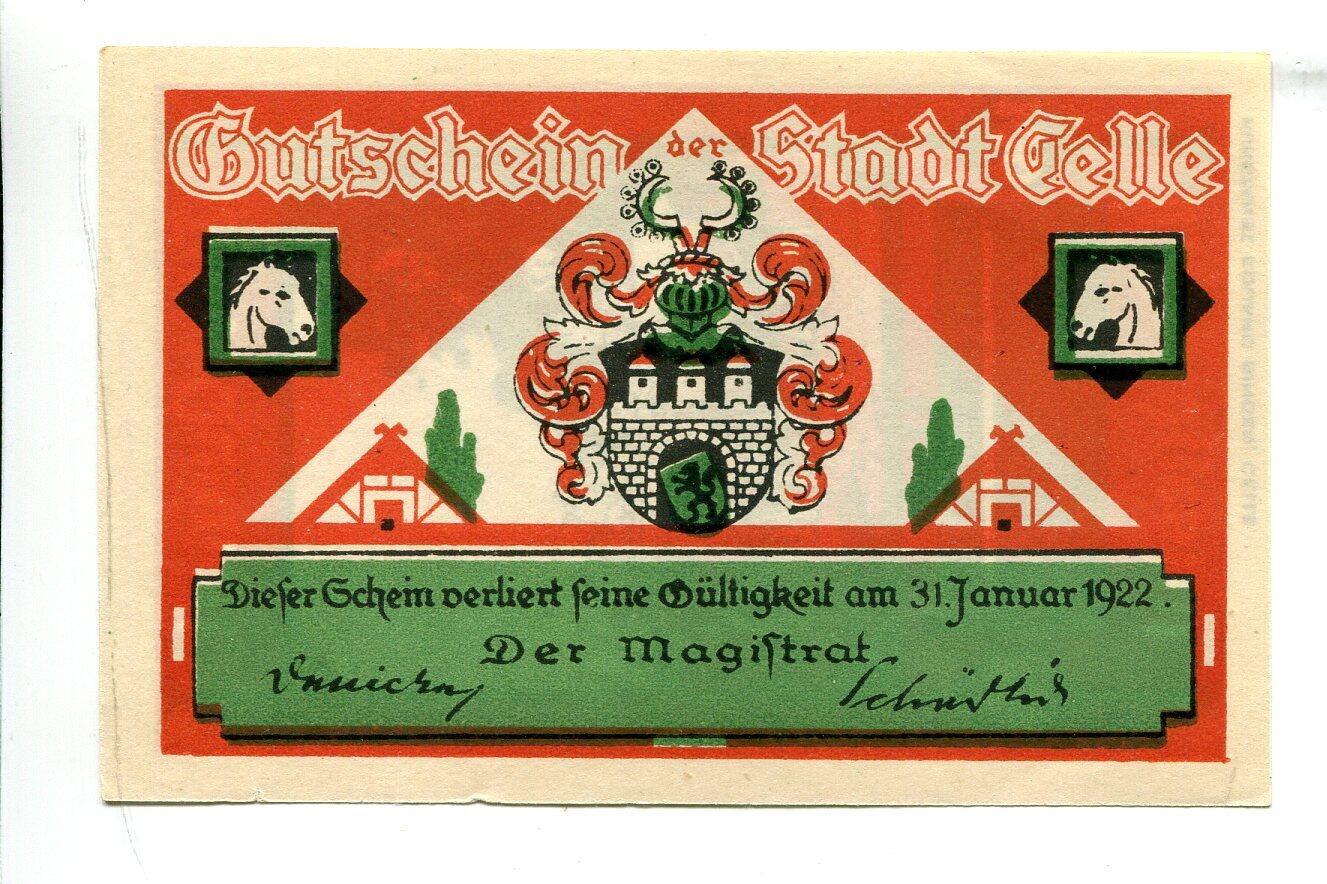 Gutschein der Stadt Celle
Dieser Schein verliert seine Gültigkeit am 31. Januar 1922.
Der Magistrat